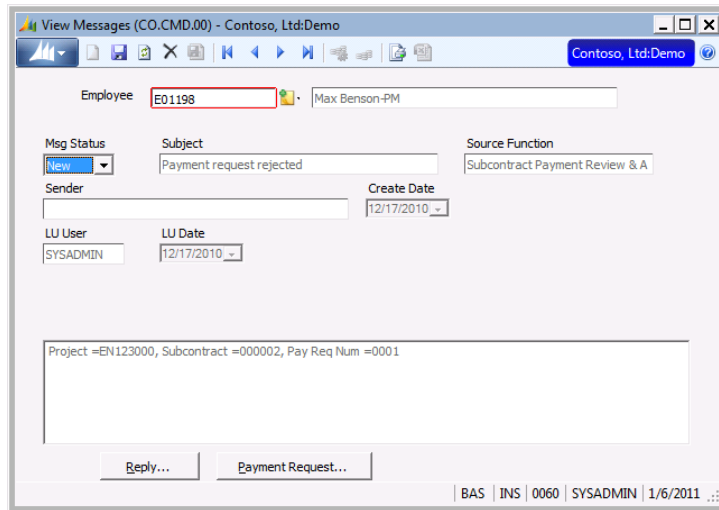 View Messages (CO.CMD.00) - Contoso, Ltd:Demo
Contoso, Ltd:Demo
Employee E01198 Max Benson-PM
Msg Status Subject Source Function
New Payment request rejected Subcontract Payment Review & A
Sender Create Date
12/17/2010
LU User LU Date
SYSADMIN 12/17/2010
Project =EN123000, Subcontract =000002, Pay Req Num =0001
Reply... Payment Request...
BAS INS 0060 SYSADMIN 1/6/2011